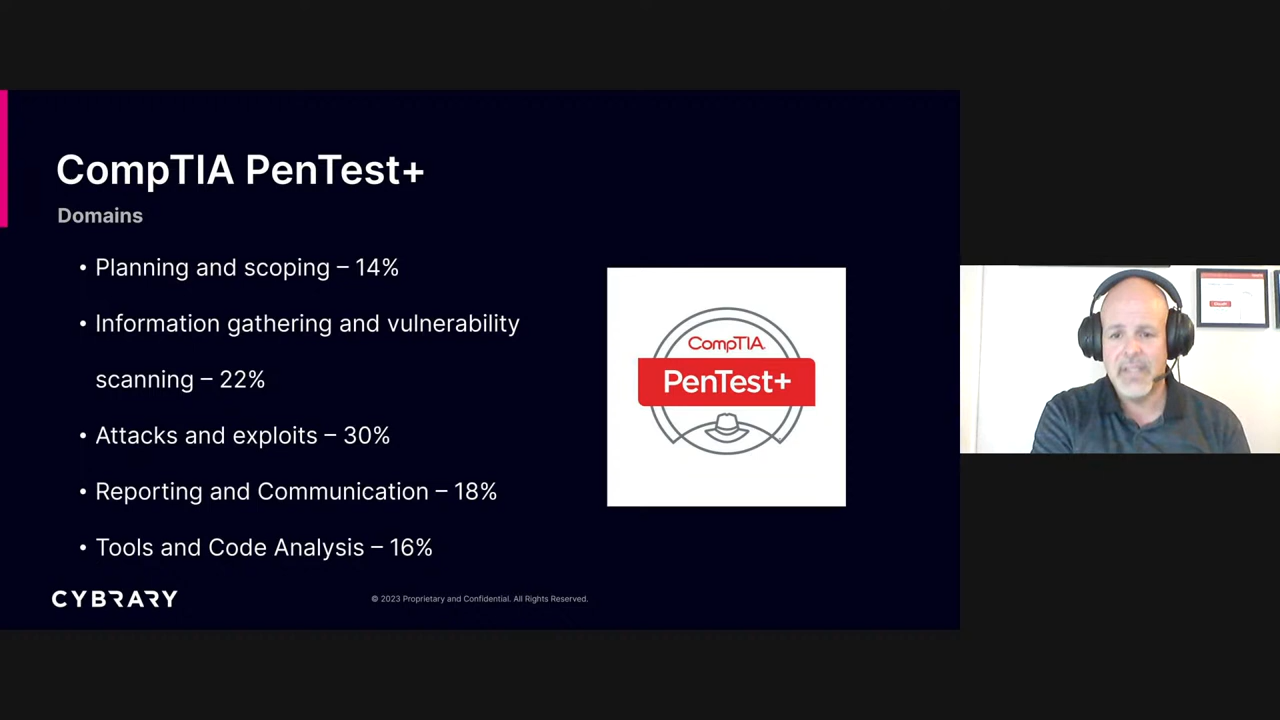 CompTIA PenTest+
Domains
• Planning and scoping – 14%
• Information gathering and vulnerability
scanning – 22%
• Attacks and exploits – 30%
• Reporting and Communication – 18%
• Tools and Code Analysis – 16%
CompTIA.
PenTest+
CYBRARY
© 2023 Proprietary and Confidential. All Rights Reserved.